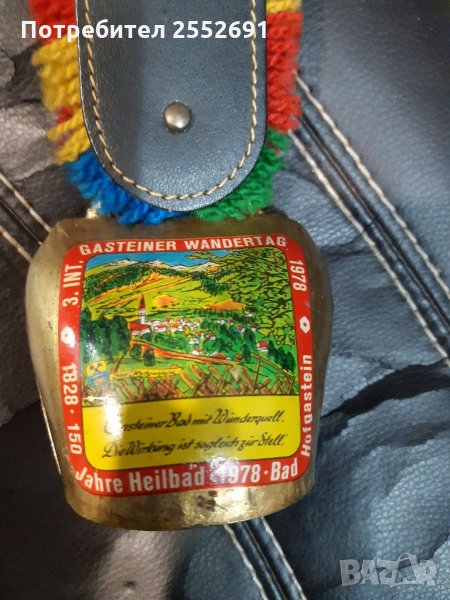 Потребител 2552691
3. INT. GASTEINER WANDERTAG 1978
1828 · 150 Jahre Heilbad 1978 · Bad Hofgastein
Gasteiner Bad mit Wunderquell,
Die Wirkung ist sogleich zur Stell'.
BAZAR